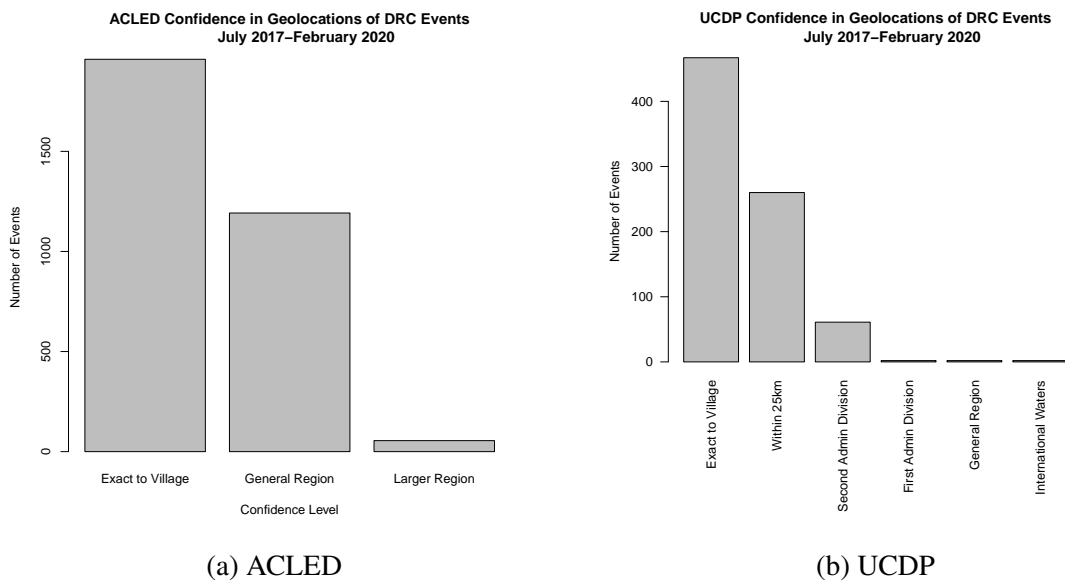 ACLED Confidence in Geolocations of DRC Events
July 2017−February 2020
Number of Events
1500
1000
500
0
Exact to Village
General Region
Larger Region
Confidence Level
(a) ACLED
UCDP Confidence in Geolocations of DRC Events
July 2017−February 2020
Number of Events
400
300
200
100
0
Exact to Village
Within 25km
Second Admin Division
First Admin Division
General Region
International Waters
(b) UCDP